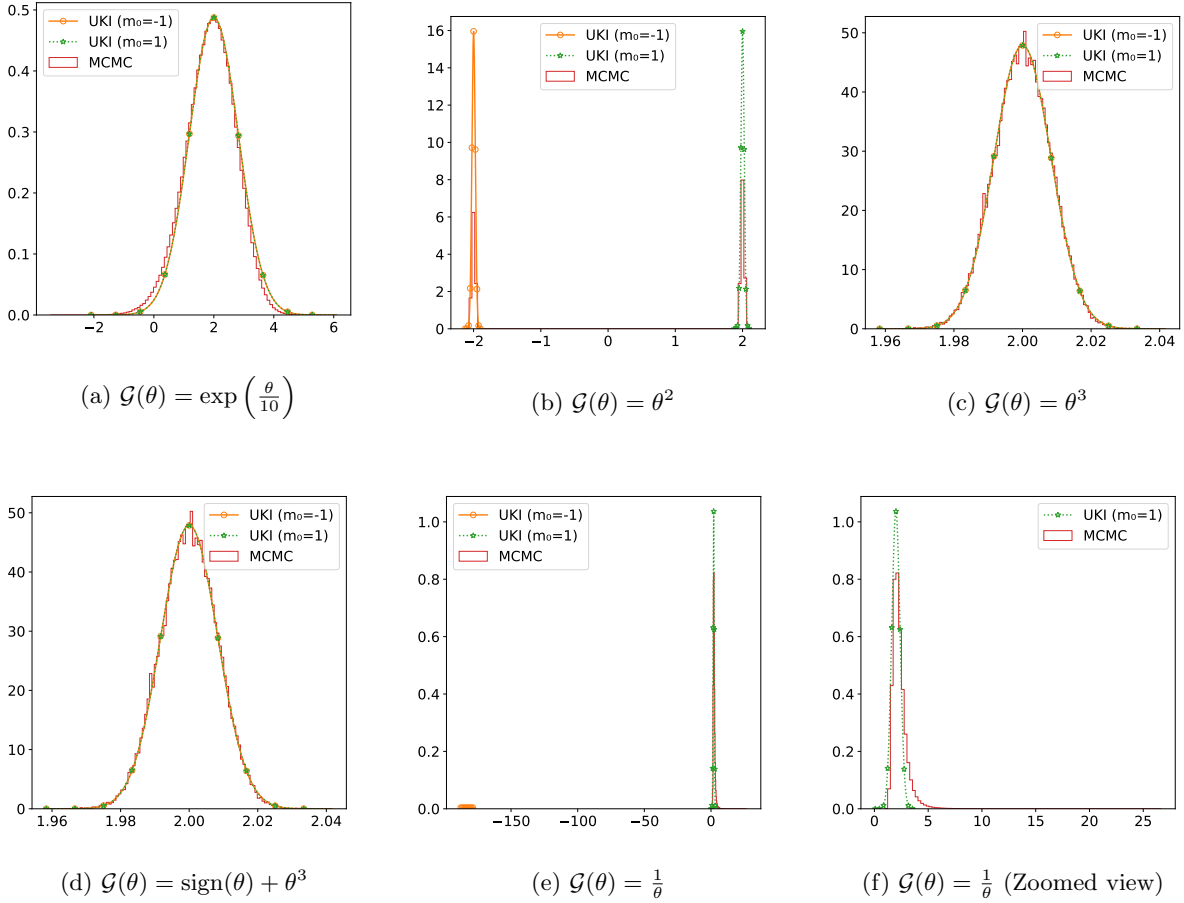 0.5
0.4
0.3
0.2
0.1
0.0
−2 0 2 4 6
UKI (m₀=-1)
UKI (m₀=1)
MCMC
(a) 𝒢(θ) = exp (θ/10)
16
14
12
10
8
6
4
2
0
−2 −1 0 1 2
UKI (m₀=-1)
UKI (m₀=1)
MCMC
(b) 𝒢(θ) = θ²
50
40
30
20
10
0
1.96 1.98 2.00 2.02 2.04
UKI (m₀=-1)
UKI (m₀=1)
MCMC
(c) 𝒢(θ) = θ³
50
40
30
20
10
0
1.96 1.98 2.00 2.02 2.04
UKI (m₀=-1)
UKI (m₀=1)
MCMC
(d) 𝒢(θ) = sign(θ) + θ³
1.0
0.8
0.6
0.4
0.2
0.0
−150 −100 −50 0
UKI (m₀=-1)
UKI (m₀=1)
MCMC
(e) 𝒢(θ) = 1/θ
1.0
0.8
0.6
0.4
0.2
0.0
0 5 10 15 20 25
UKI (m₀=1)
MCMC
(f) 𝒢(θ) = 1/θ (Zoomed view)